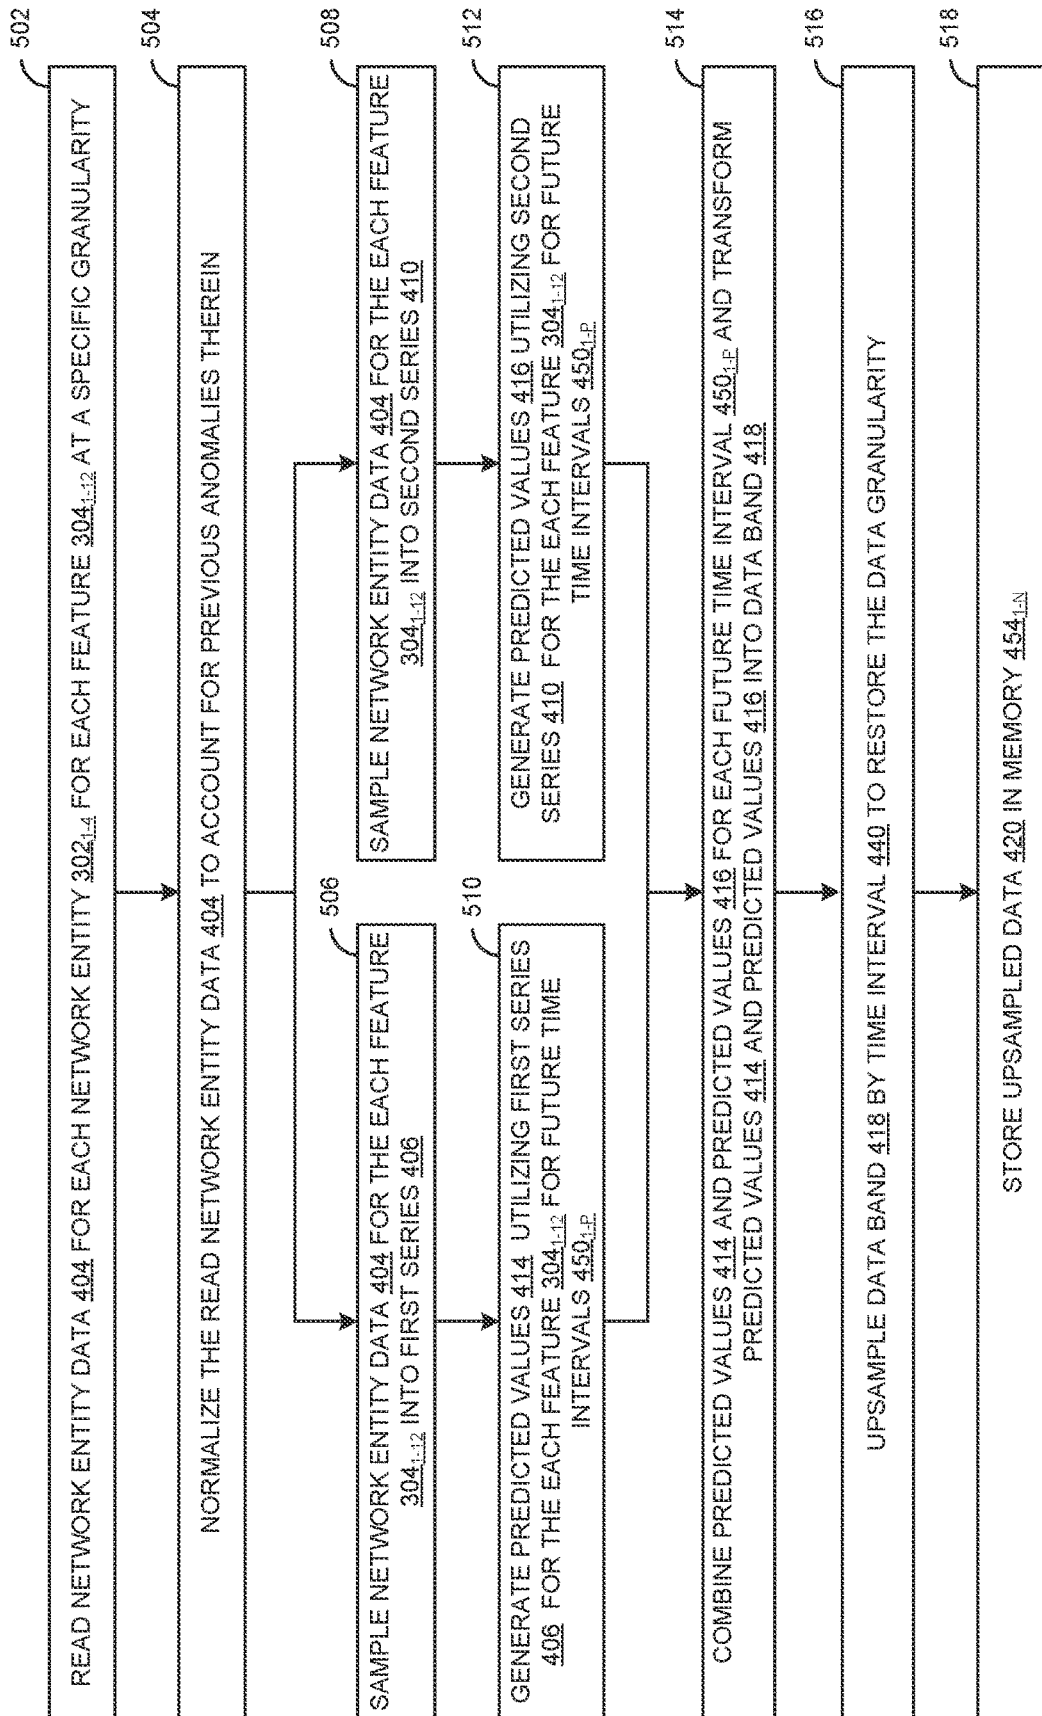 502
READ NETWORK ENTITY DATA 404 FOR EACH NETWORK ENTITY 302₁₋₄ FOR EACH FEATURE 304₁₋₁₂ AT A SPECIFIC GRANULARITY
504
NORMALIZE THE READ NETWORK ENTITY DATA 404 TO ACCOUNT FOR PREVIOUS ANOMALIES THEREIN
506
SAMPLE NETWORK ENTITY DATA 404 FOR THE EACH FEATURE
304₁₋₁₂ INTO FIRST SERIES 406
508
SAMPLE NETWORK ENTITY DATA 404 FOR THE EACH FEATURE
304₁₋₁₂ INTO SECOND SERIES 410
510
GENERATE PREDICTED VALUES 414 UTILIZING FIRST SERIES
406 FOR THE EACH FEATURE 304₁₋₁₂ FOR FUTURE TIME
INTERVALS 450₁₋P
512
GENERATE PREDICTED VALUES 416 UTILIZING SECOND
SERIES 410 FOR THE EACH FEATURE 304₁₋₁₂ FOR FUTURE
TIME INTERVALS 450₁₋P
514
COMBINE PREDICTED VALUES 414 AND PREDICTED VALUES 416 FOR EACH FUTURE TIME INTERVAL 450₁₋P AND TRANSFORM
PREDICTED VALUES 414 AND PREDICTED VALUES 416 INTO DATA BAND 418
516
UPSAMPLE DATA BAND 418 BY TIME INTERVAL 440 TO RESTORE THE DATA GRANULARITY
518
STORE UPSAMPLED DATA 420 IN MEMORY 454₁₋N